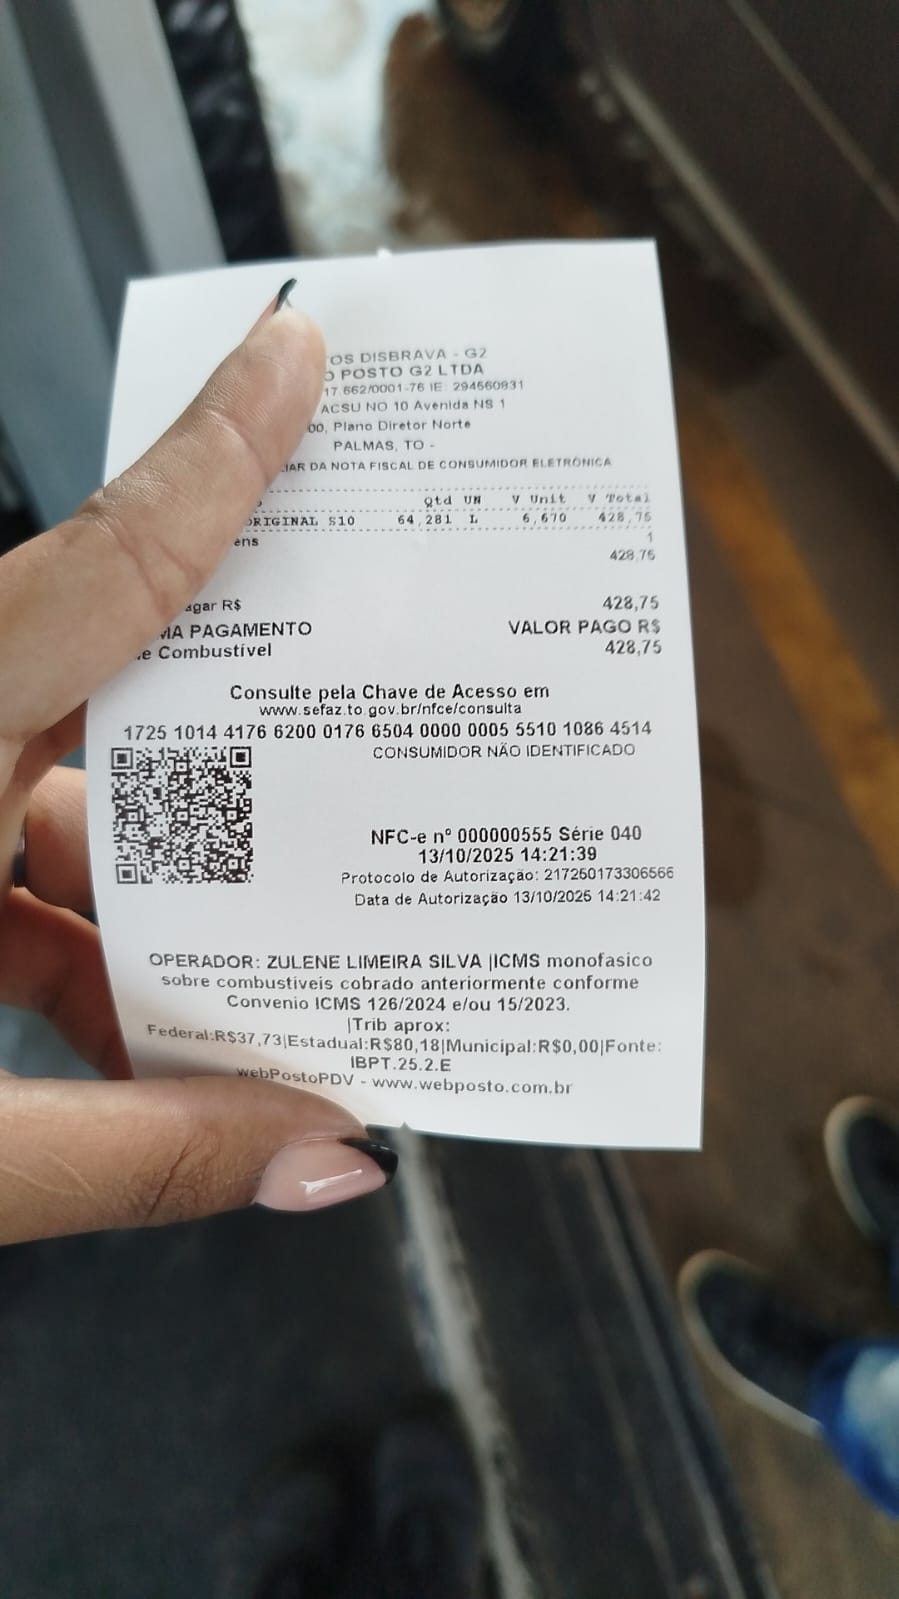 TOS DISBRAVA - G2
O POSTO G2 LTDA
17.662/0001-76 IE: 294560931
ACSU NO 10 Avenida NS 1
00, Plano Diretor Norte
PALMAS, TO -
LIAR DA NOTA FISCAL DE CONSUMIDOR ELETRÔNICA
Qtd UN V Unit V Total
ORIGINAL S10 64,281 L 6,670 428,75
ens 1
428,75
agar R$ 428,75
MA PAGAMENTO VALOR PAGO R$
e Combustível 428,75
Consulte pela Chave de Acesso em
www.sefaz.to.gov.br/nfce/consulta
1725 1014 4176 6200 0176 6504 0000 0005 5510 1086 4514
CONSUMIDOR NÃO IDENTIFICADO
NFC-e nº 000000555 Série 040
13/10/2025 14:21:39
Protocolo de Autorização: 217250173306566
Data de Autorização 13/10/2025 14:21:42
OPERADOR: ZULENE LIMEIRA SILVA |ICMS monofasico
sobre combustiveis cobrado anteriormente conforme
Convenio ICMS 126/2024 e/ou 15/2023.
|Trib aprox:
Federal:R$37,73|Estadual:R$80,18|Municipal:R$0,00|Fonte:
IBPT.25.2.E
webPostoPDV - www.webposto.com.br